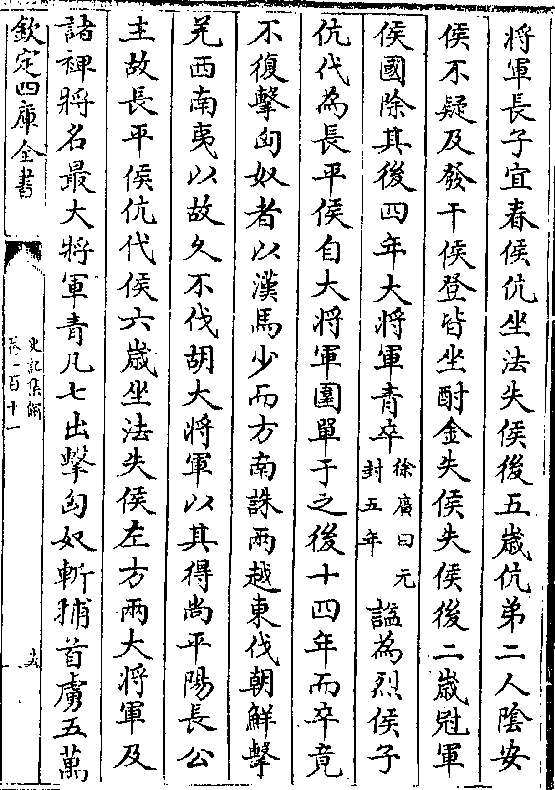 將軍長子宜春侯伉坐法失侯後五歲伉弟二人陰安
侯不疑及發干侯登皆坐酎金失侯失侯後二歲冠軍
侯國除其後四年大將軍青卒徐廣曰元封五年諡為烈侯子
伉代為長平侯自大將軍圍單于之後十四年而卒竟
不復擊匈奴者以漢馬少而方南誅兩越東伐朝鮮擊
羌西南夷以故久不伐胡大將軍以其得尚平陽長公
主故長平侯伉代侯六歲坐法失侯左方兩大將軍及
諸裨將名最大將軍青凡七出擊匈奴斬捕首虜五萬
欽定四庫全書
史記集解
卷一百十一
十六